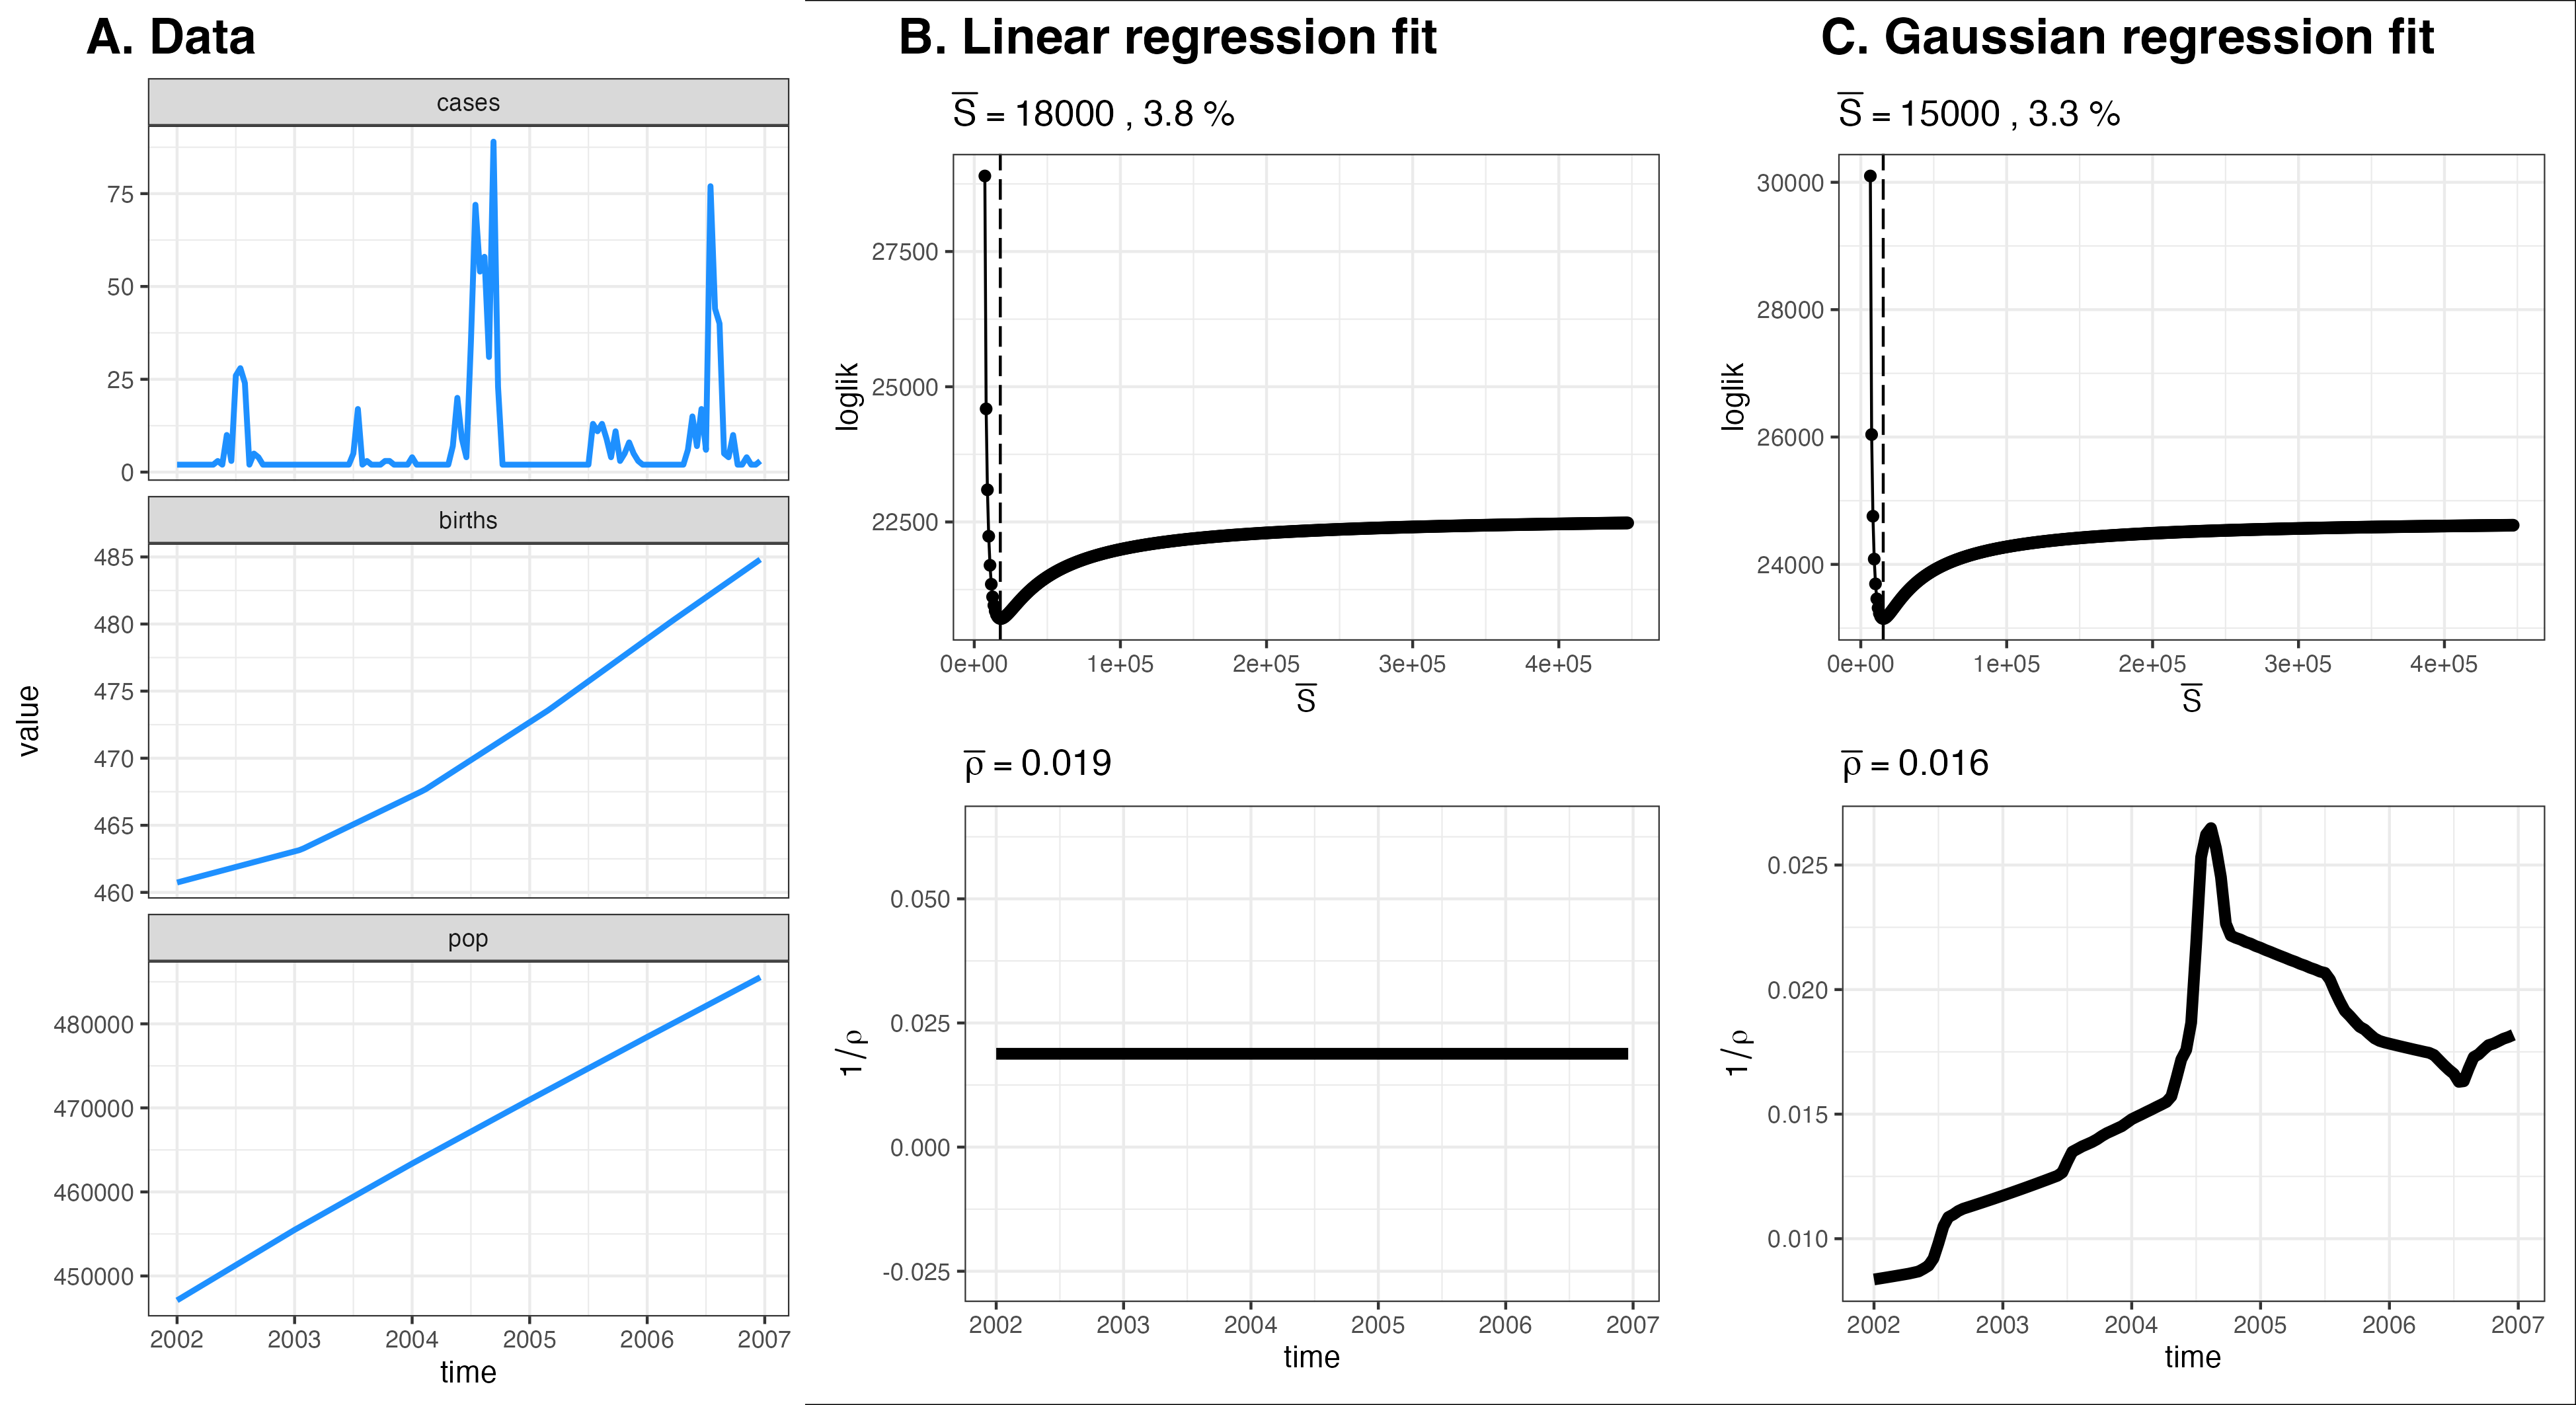 A. Data
cases
75
50
25
0
births
485
480
475
470
465
460
pop
480000
470000
460000
450000
2002 2003 2004 2005 2006 2007
time
value
B. Linear regression fit
S̅ = 18000 , 3.8 %
27500
25000
22500
loglik
0e+00 1e+05 2e+05 3e+05 4e+05
S̅
ρ̅ = 0.019
0.050
0.025
0.000
-0.025
1/ρ
2002 2003 2004 2005 2006 2007
time
C. Gaussian regression fit
S̅ = 15000 , 3.3 %
30000
28000
26000
24000
loglik
0e+00 1e+05 2e+05 3e+05 4e+05
S̅
ρ̅ = 0.016
0.025
0.020
0.015
0.010
1/ρ
2002 2003 2004 2005 2006 2007
time